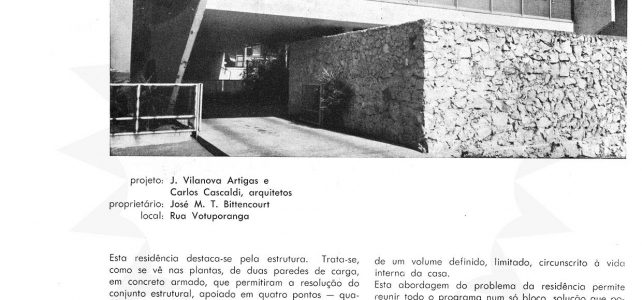 projeto: J. Vilanova Artigas e
Carlos Cascaldi, arquitetos
proprietário: José M. T. Bittencourt
local: Rua Votuporanga
Esta residência destaca-se pela estrutura. Trata-se,
como se vê nas plantas, de duas paredes de carga,
em concreto armado, que permitiram a resolução do
conjunto estrutural, apoiado em quatro pontos — qua-
de um volume definido, limitado, circunscrito à vida
interna da casa.
Esta abordagem do problema da residência permite
reunir todo o programa num só bloco, solução que po-